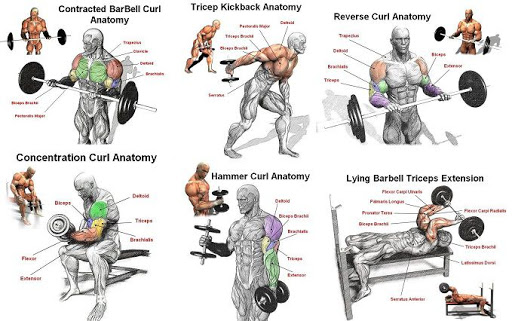 Contracted BarBell Curl Anatomy
Trapezius
Clavicle
Deltoid
Brachialis
Biceps Brachii
Pectoralis Major
Tricep Kickback Anatomy
Pectoralis Major
Deltoid
Triceps Brachii
Biceps Brachii
Serratus
Reverse Curl Anatomy
Trapezius
Deltoid
Biceps
Brachialis
Extensor
Triceps
Concentration Curl Anatomy
Biceps
Deltoid
Triceps
Brachialis
Flexor
Extensor
Hammer Curl Anatomy
Deltoid
Triceps
Biceps Brachii
Brachialis
Flexor
Extensor
Lying Barbell Triceps Extension
Flexor Carpi Ulnaris
Palmaris Longus
Pronator Teres
Flexor Carpi Radialis
Biceps Brachii
Triceps Brachii
Latissimus Dorsi
Serratus Anterior